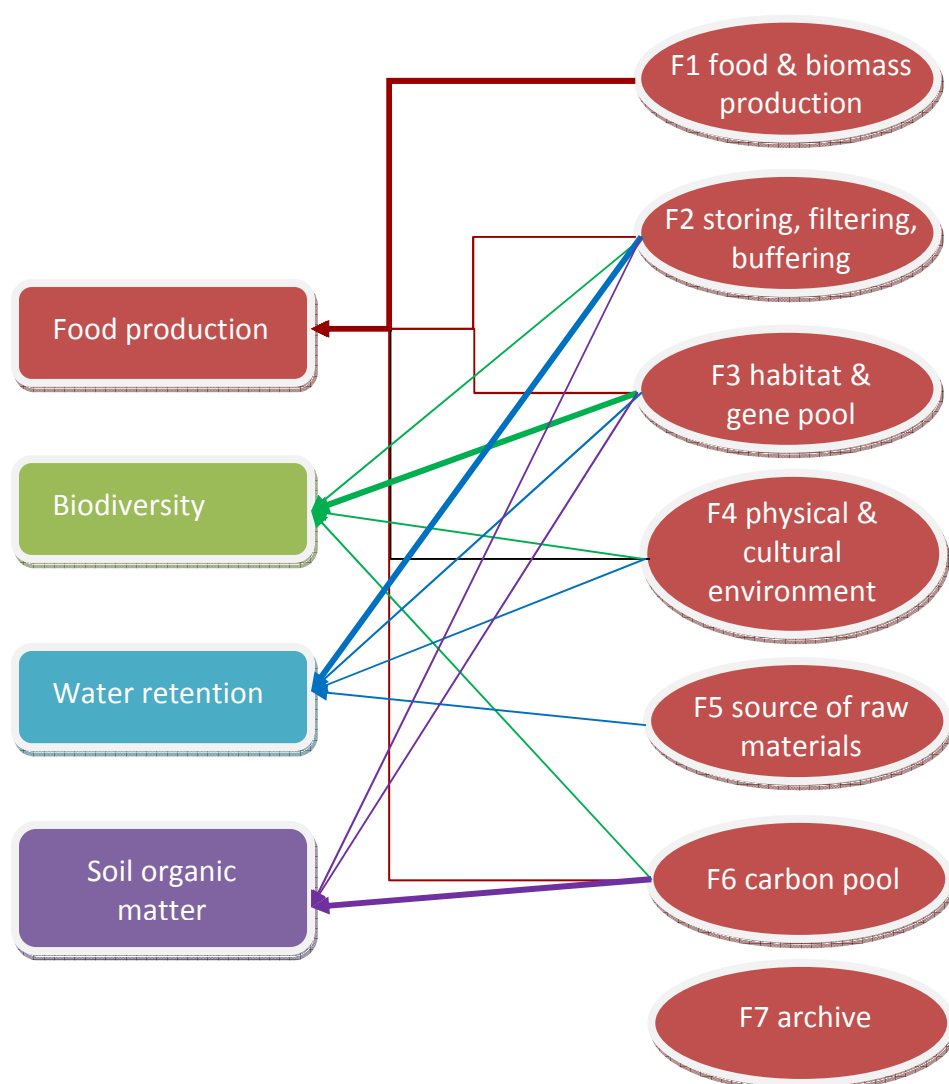 F1 food & biomass
production
F2 storing, filtering,
buffering
Food production
F3 habitat &
gene pool
Biodiversity
F4 physical &
cultural
environment
Water retention
F5 source of raw
materials
Soil organic
matter
F6 carbon pool
F7 archive